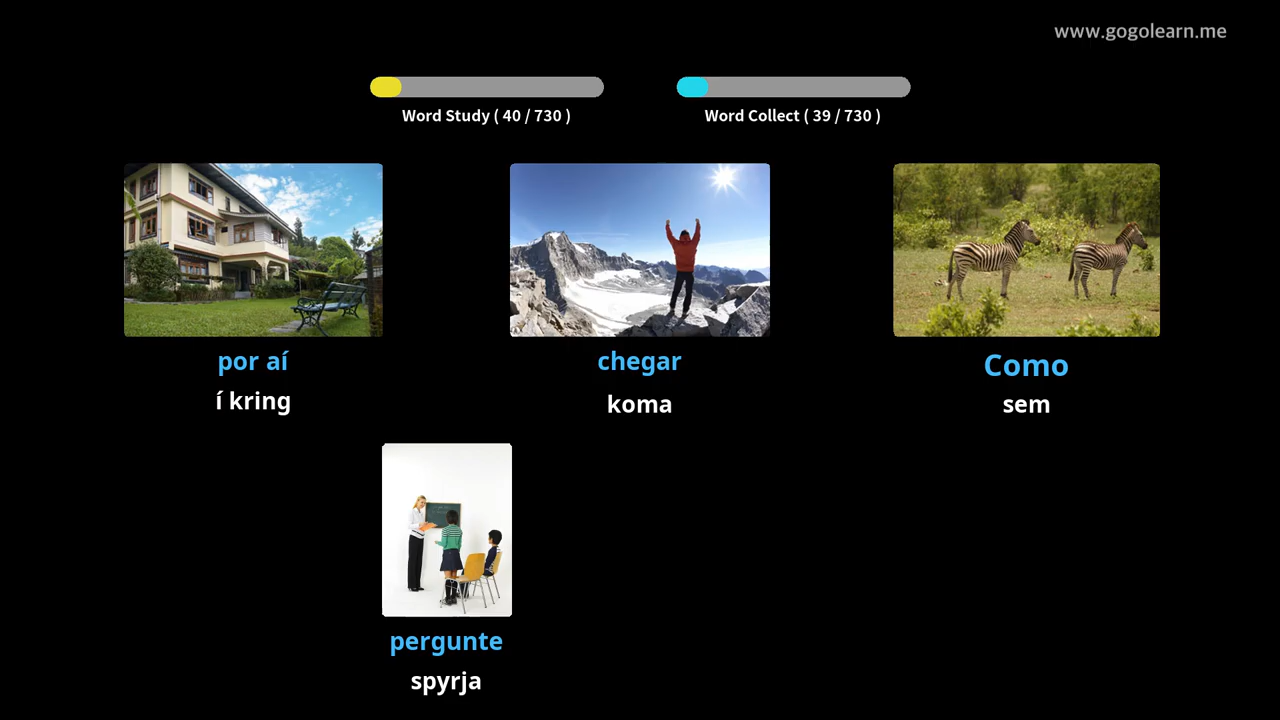 www.gogolearn.me
Word Study ( 40 / 730 )
Word Collect ( 39 / 730 )
por aí
í kring
chegar
koma
Como
sem
pergunte
spyrja